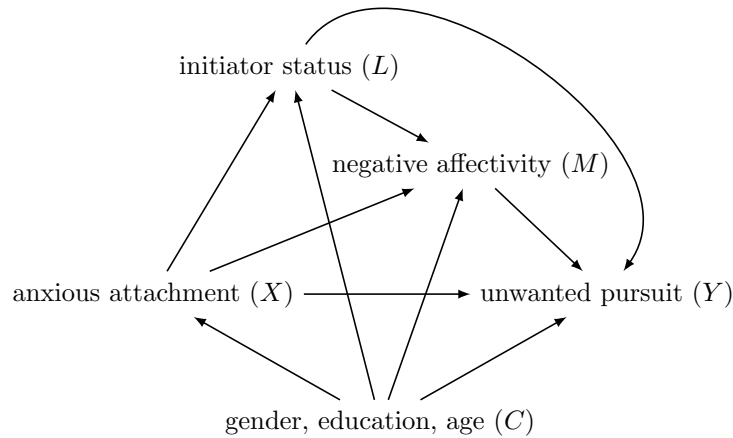 initiator status (L)
negative affectivity (M)
anxious attachment (X)
unwanted pursuit (Y)
gender, education, age (C)